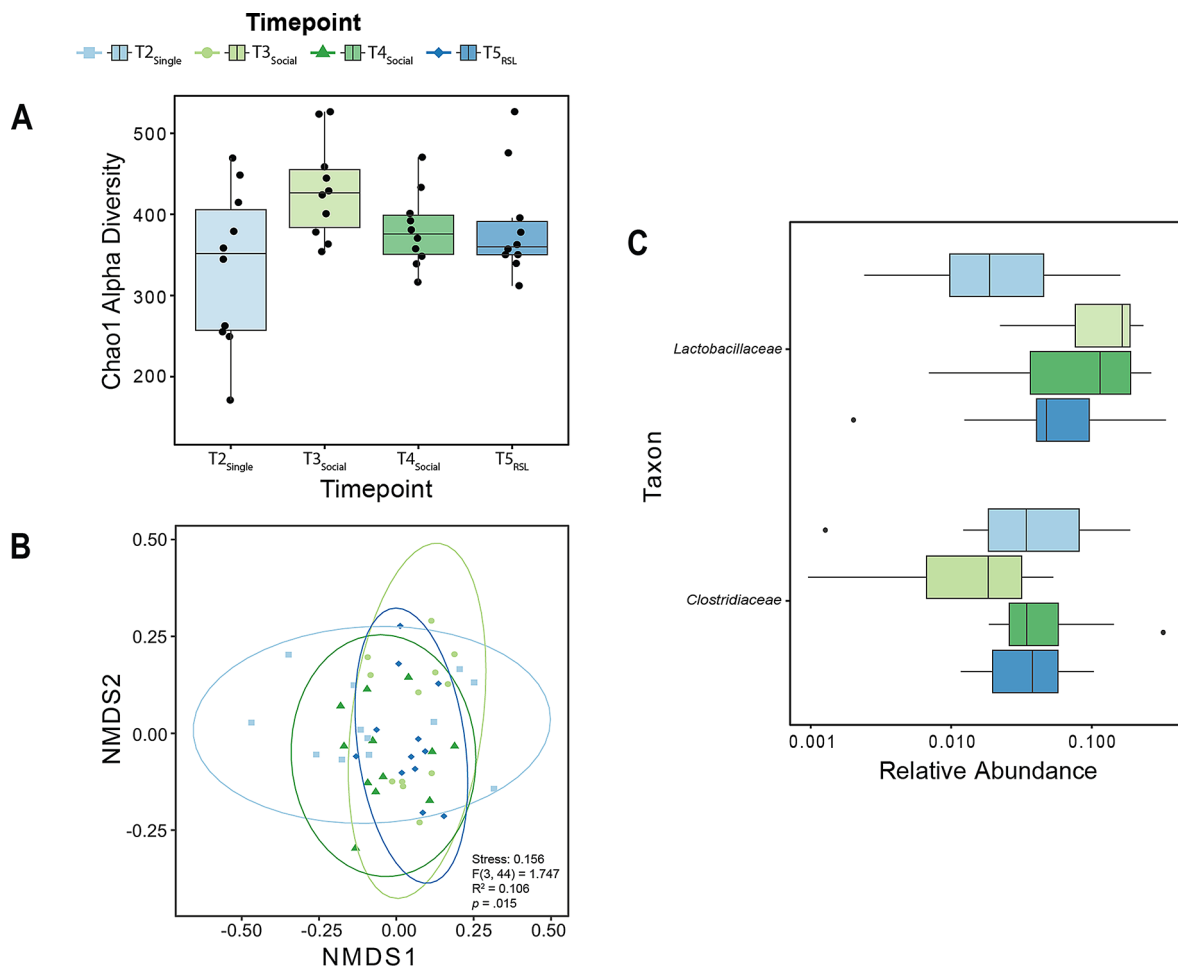 Timepoint
T2Single T3Social T4Social T5RSL
A
Chao1 Alpha Diversity
500
400
300
200
T2Single T3Social T4Social T5RSL
Timepoint
B
NMDS2
0.50
0.25
0.00
-0.25
Stress: 0.156
F(3, 44) = 1.747
R² = 0.106
p = .015
-0.50 -0.25 0.00 0.25 0.50
NMDS1
C
Taxon
Lactobacillaceae
Clostridiaceae
0.001 0.010 0.100
Relative Abundance